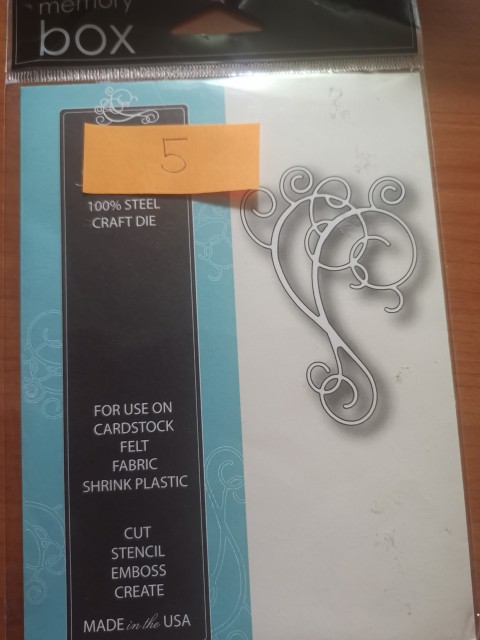 memory
box
5
100% STEEL
CRAFT DIE
FOR USE ON
CARDSTOCK
FELT
FABRIC
SHRINK PLASTIC
CUT
STENCIL
EMBOSS
CREATE
MADE in the USA